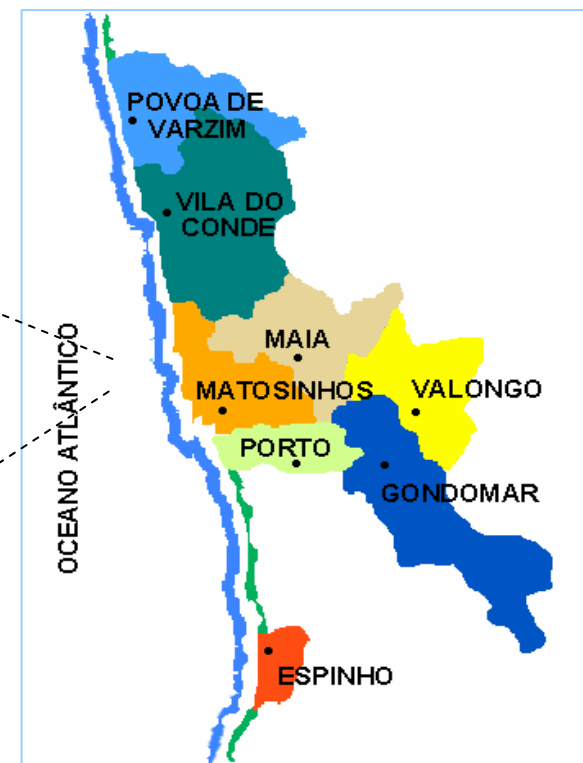 POVOA DE
VARZIM
VILA DO
CONDE
MAIA
MATOSINHOS
VALONGO
PORTO
GONDOMAR
ESPINHO
OCEANO ATLÂNTICO